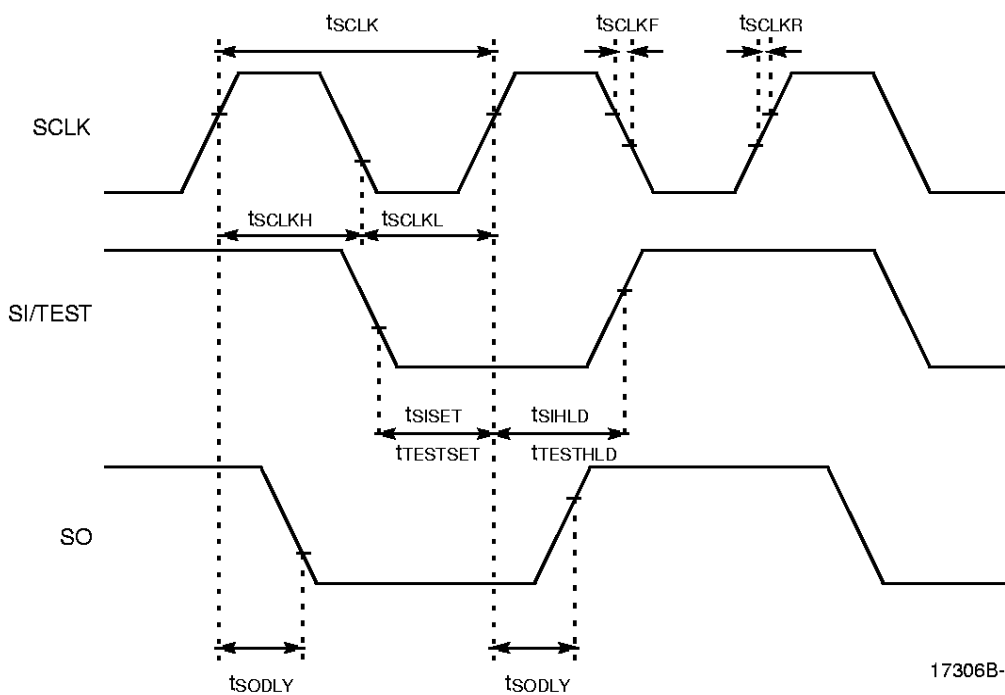 tSCLK
tSCLKF
tSCLKR
SCLK
tSCLKH
tSCLKL
SI/TEST
tSISET
tSIHLD
tTESTSET
tTESTHLD
SO
tSODLY
tSODLY
17306B-